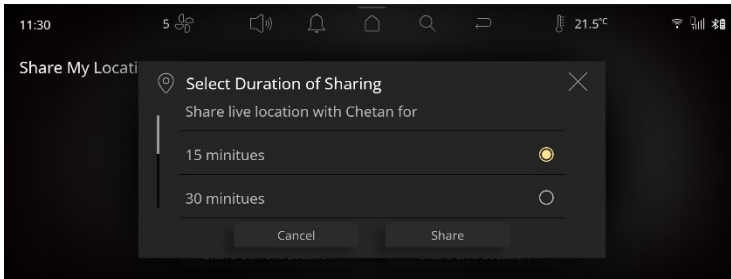 11:30 5 21.5°C
Share My Locati
Select Duration of Sharing
Share live location with Chetan for
15 minitues
30 minitues
Cancel Share